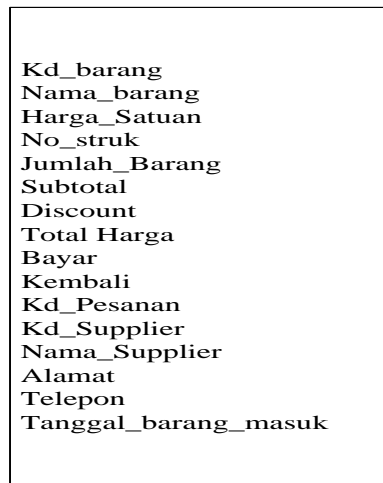 Kd_barang
Nama_barang
Harga_Satuan
No_struk
Jumlah_Barang
Subtotal
Discount
Total Harga
Bayar
Kembali
Kd_Pesanan
Kd_Supplier
Nama_Supplier
Alamat
Telepon
Tanggal_barang_masuk